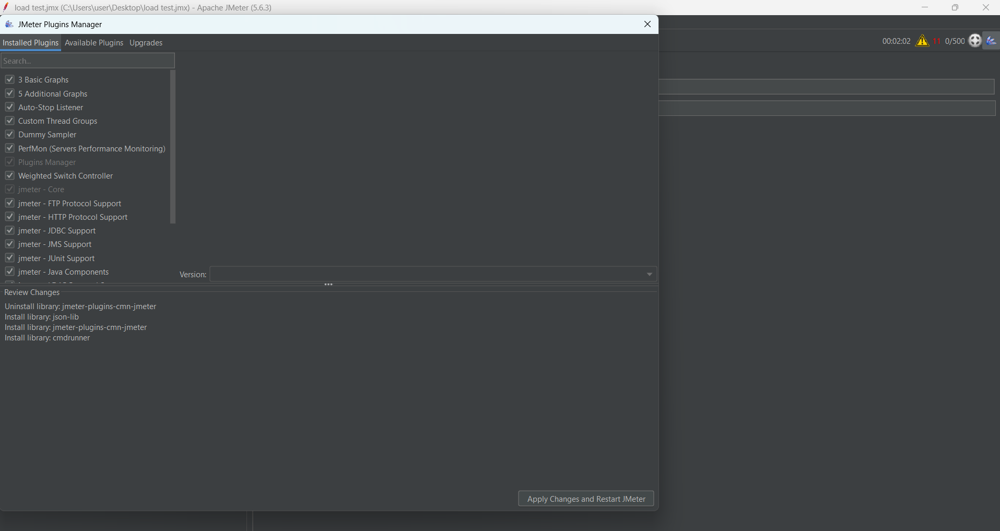 load test.jmx (C:\Users\user\Desktop\load test.jmx) - Apache JMeter (5.6.3)
JMeter Plugins Manager
Installed Plugins Available Plugins Upgrades
00:02:02 11 0/500
Search...
3 Basic Graphs
5 Additional Graphs
Auto-Stop Listener
Custom Thread Groups
Dummy Sampler
PerfMon (Servers Performance Monitoring)
Plugins Manager
Weighted Switch Controller
jmeter - Core
jmeter - FTP Protocol Support
jmeter - HTTP Protocol Support
jmeter - JDBC Support
jmeter - JMS Support
jmeter - JUnit Support
jmeter - Java Components
Version:
Review Changes
Uninstall library: jmeter-plugins-cmn-jmeter
Install library: json-lib
Install library: jmeter-plugins-cmn-jmeter
Install library: cmdrunner
Apply Changes and Restart JMeter